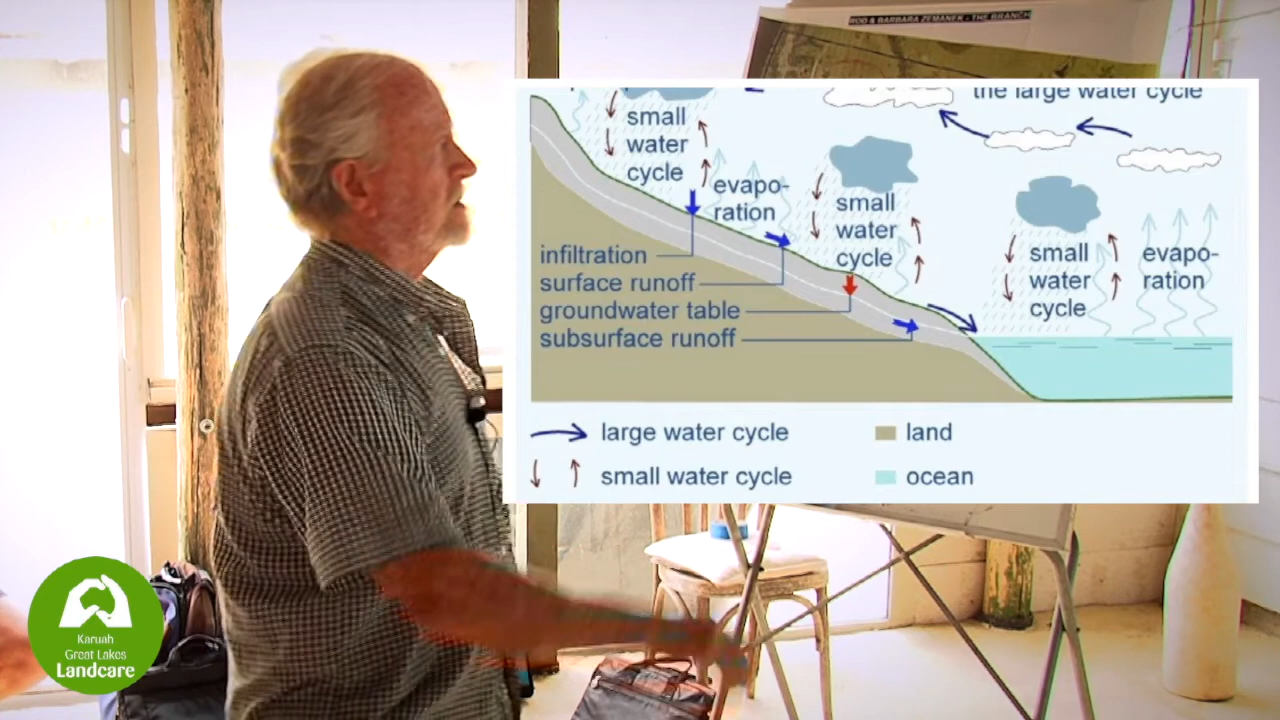 ROD & BARBARA ZEMANEK - THE BRANCH
the large water cycle
small
water
cycle
evapo-
ration
small
water
cycle
small
water
cycle
evapo-
ration
infiltration
surface runoff
groundwater table
subsurface runoff
large water cycle
land
small water cycle
ocean
Karuah
Great Lakes
Landcare